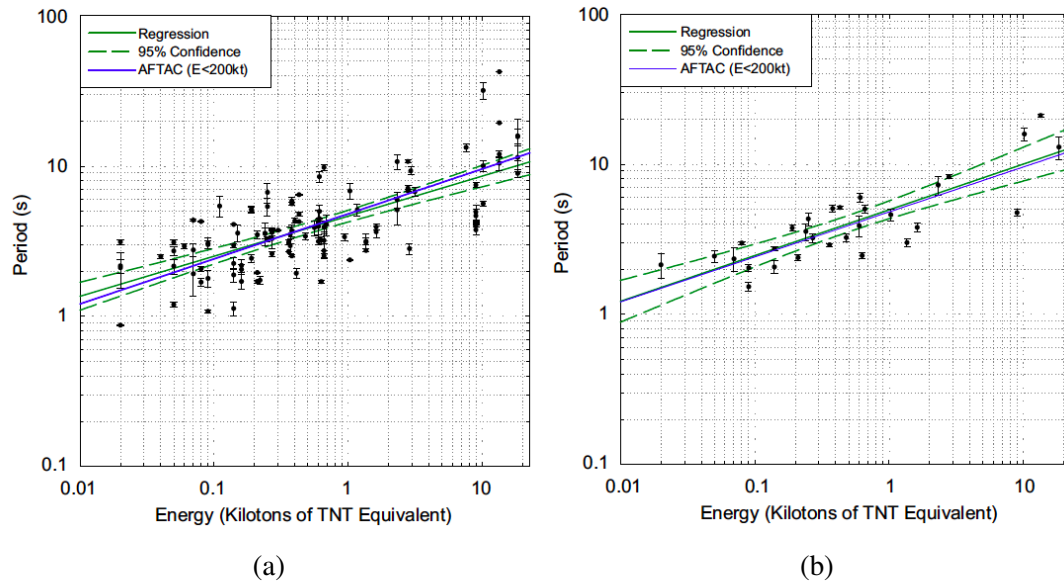 100
Regression
95% Confidence
AFTAC (E<200kt)
10
1
0.1
Period (s)
0.01 0.1 1 10
Energy (Kilotons of TNT Equivalent)
(a)
100
Regression
95% Confidence
AFTAC (E<200kt)
10
1
0.1
Period (s)
0.01 0.1 1 10
Energy (Kilotons of TNT Equivalent)
(b)